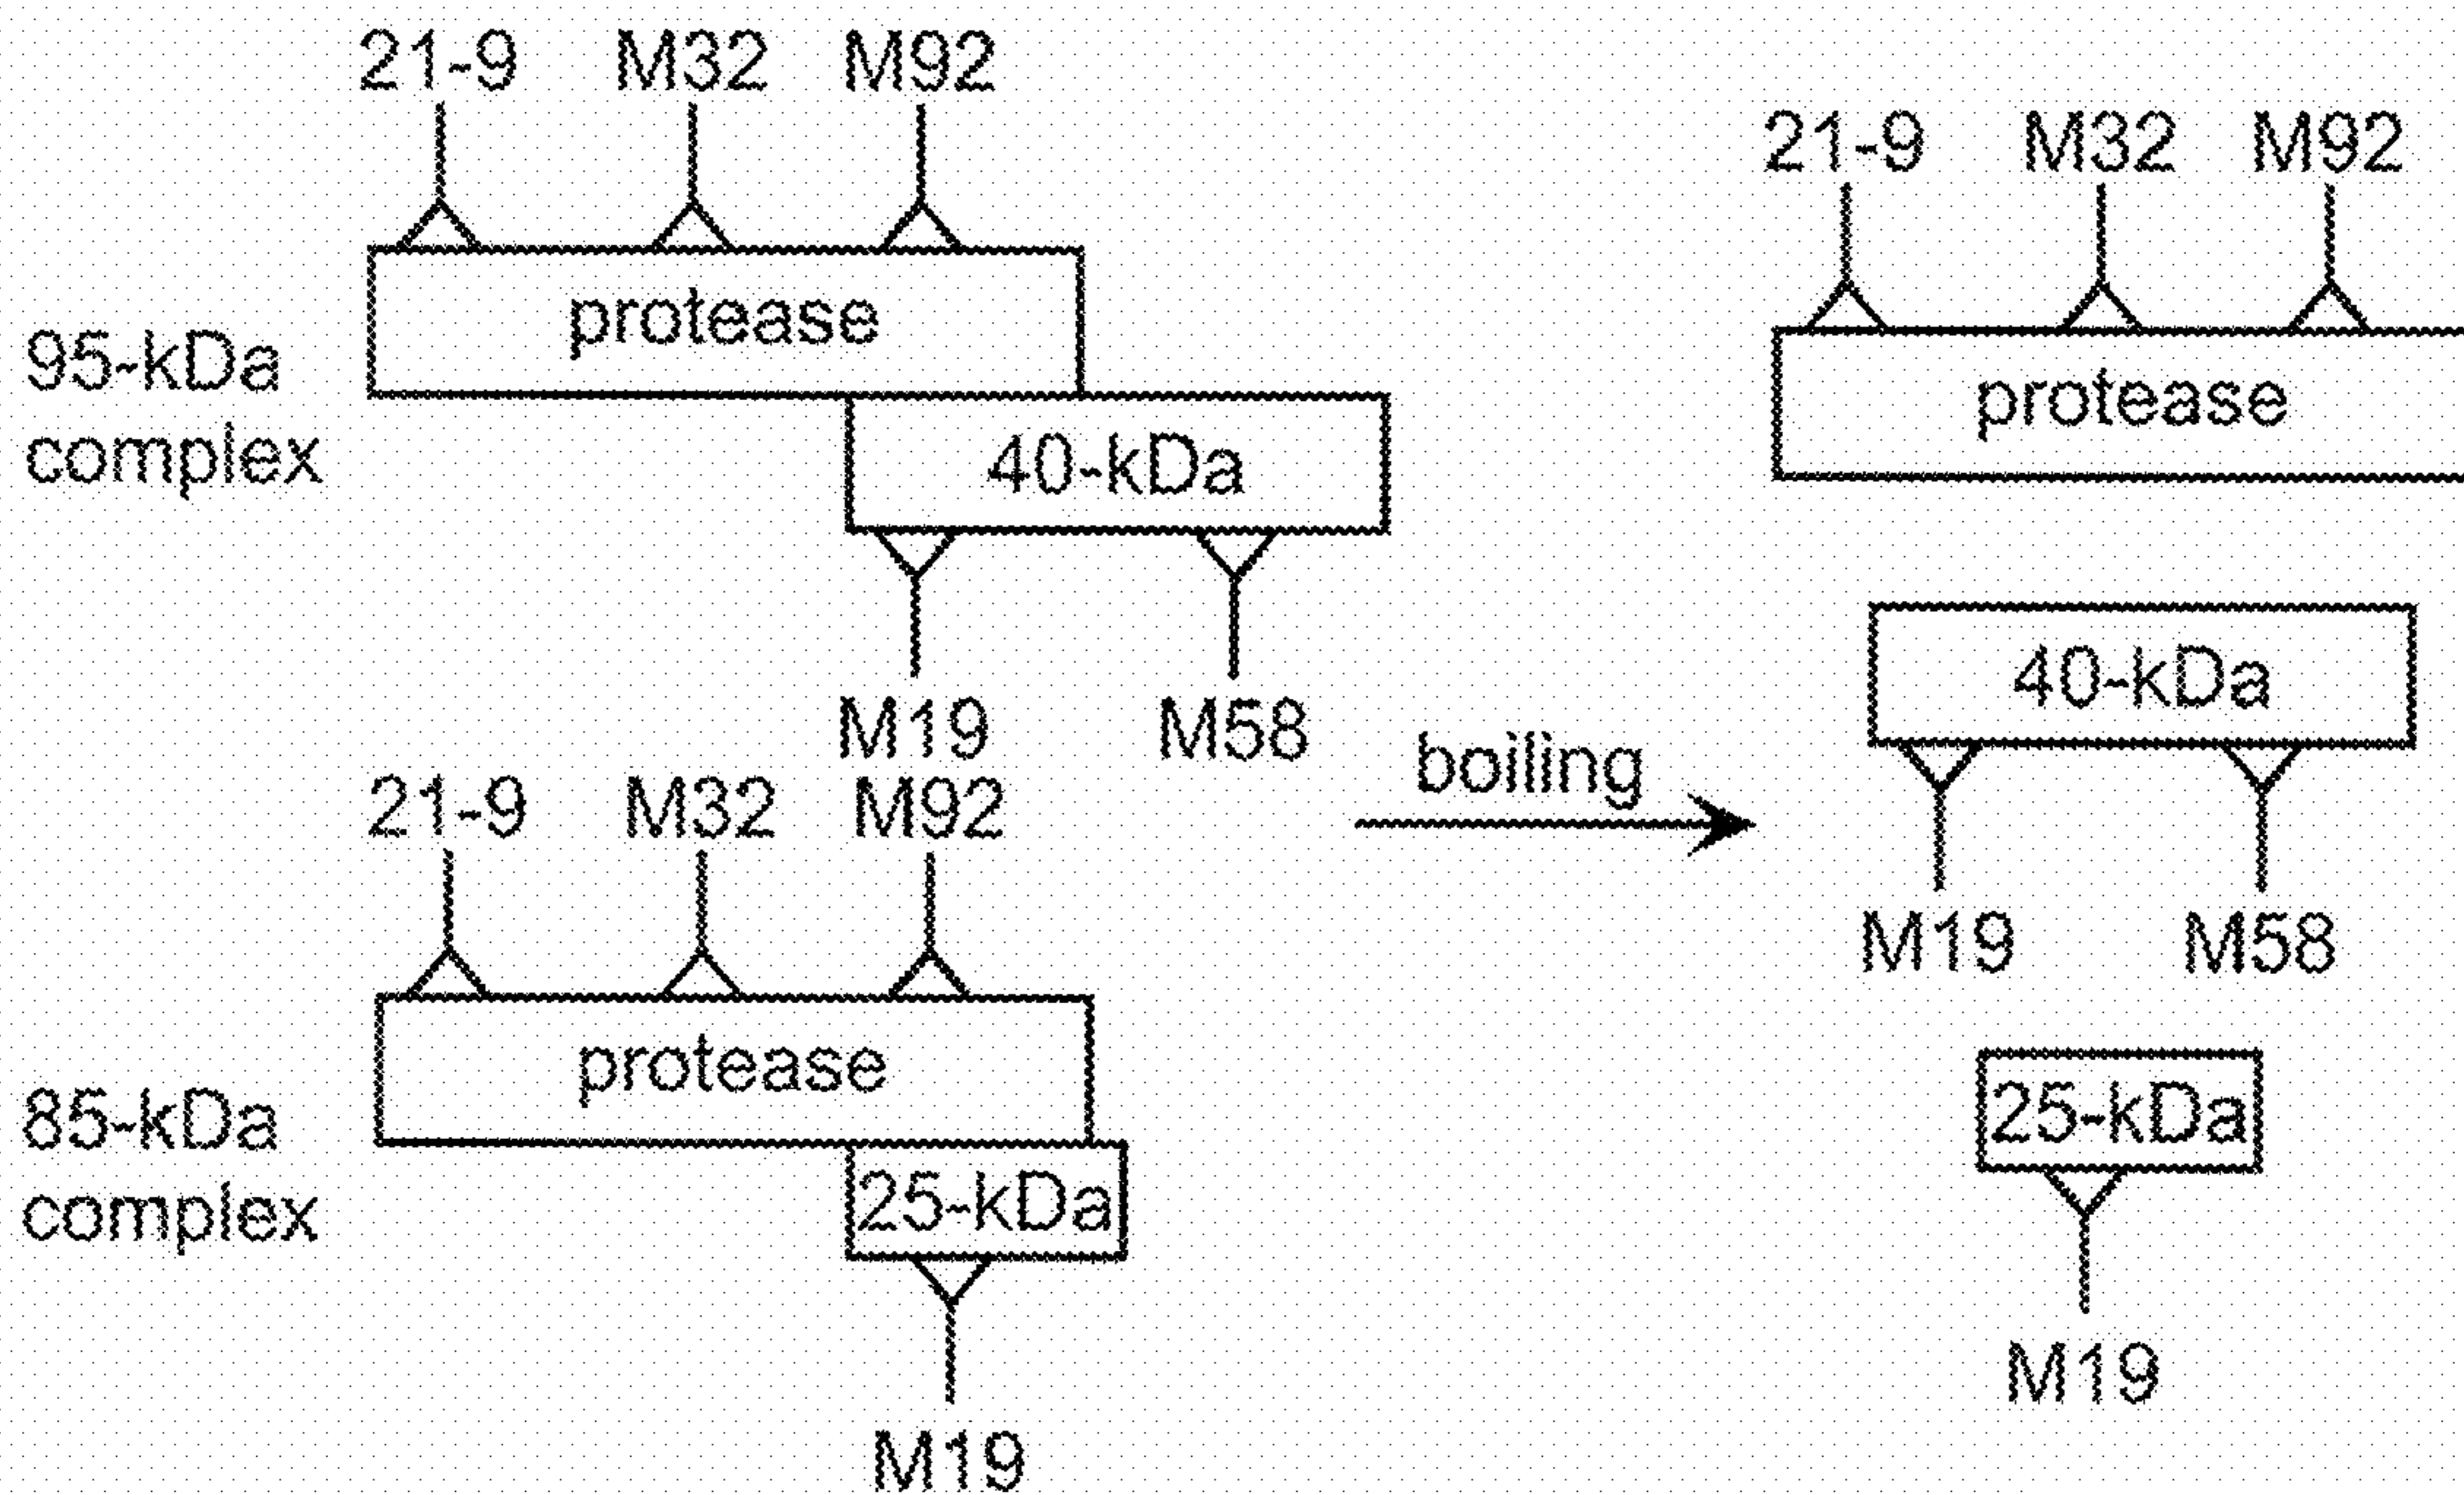 21-9 M32 M92
protease
95-kDa
complex
40-kDa
M19 M58
21-9 M32 M92
protease
85-kDa
complex
25-kDa
M19
boiling
21-9 M32 M92
protease
40-kDa
M19 M58
25-kDa
M19